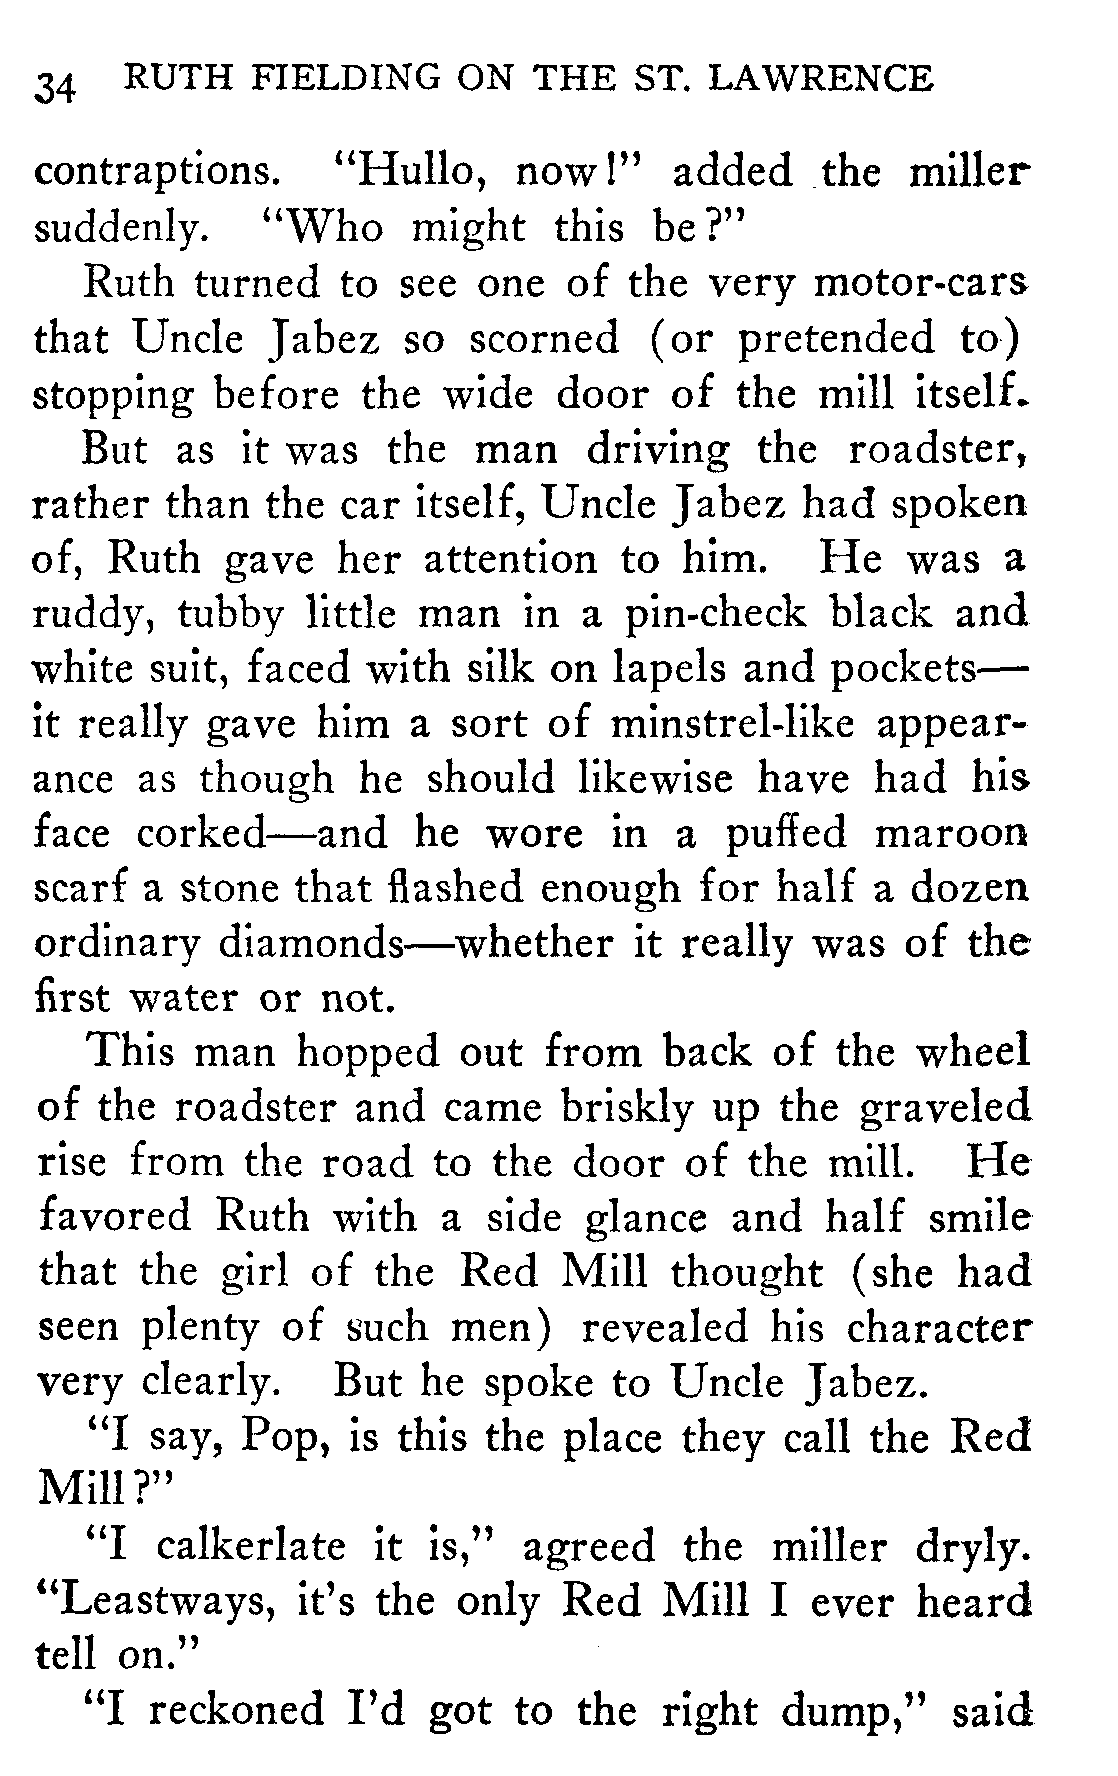 34 RUTH FIELDING ON THE ST. LAWRENCE
contraptions. "Hullo, now!" added the miller
suddenly. "Who might this be?"
Ruth turned to see one of the very motor-cars
that Uncle Jabez so scorned (or pretended to)
stopping before the wide door of the mill itself.
But as it was the man driving the roadster,
rather than the car itself, Uncle Jabez had spoken
of, Ruth gave her attention to him. He was a
ruddy, tubby little man in a pin-check black and
white suit, faced with silk on lapels and pockets—
it really gave him a sort of minstrel-like appear-
ance as though he should likewise have had his
face corked—and he wore in a puffed maroon
scarf a stone that flashed enough for half a dozen
ordinary diamonds—whether it really was of the
first water or not.
This man hopped out from back of the wheel
of the roadster and came briskly up the graveled
rise from the road to the door of the mill. He
favored Ruth with a side glance and half smile
that the girl of the Red Mill thought (she had
seen plenty of such men) revealed his character
very clearly. But he spoke to Uncle Jabez.
"I say, Pop, is this the place they call the Red
Mill?"
"I calkerlate it is," agreed the miller dryly.
"Leastways, it's the only Red Mill I ever heard
tell on."
"I reckoned I'd got to the right dump," said